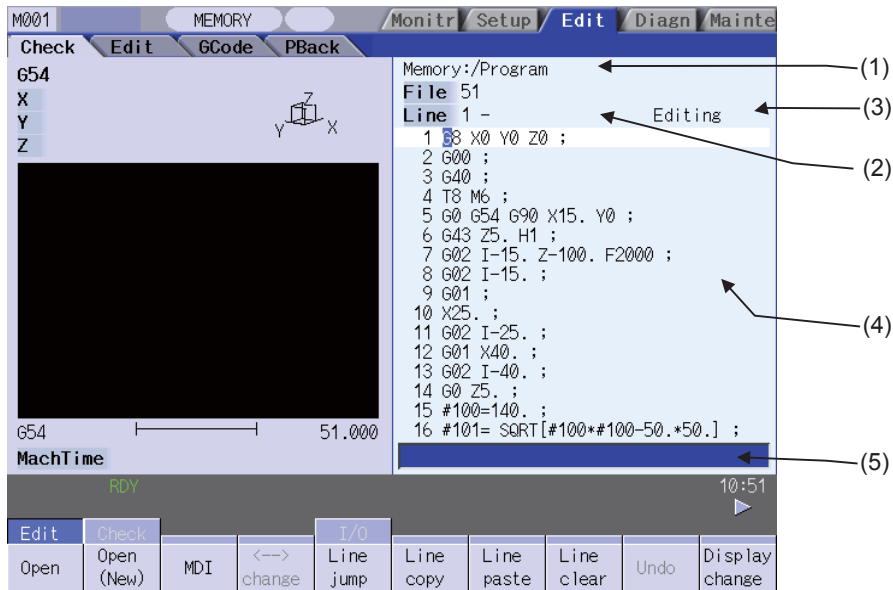 M001 MEMORY Monitr Setup Edit Diagn Mainte
Check Edit GCode PBack
G54
X
Y
Z
Z
Y X
G54 51.000
MachTime
Memory:/Program
File 51
Line 1 - Editing
1 G8 X0 Y0 Z0 ;
2 G00 ;
3 G40 ;
4 T8 M6 ;
5 G0 G54 G90 X15. Y0 ;
6 G43 Z5. H1 ;
7 G02 I-15. Z-100. F2000 ;
8 G02 I-15. ;
9 G01 ;
10 X25. ;
11 G02 I-25. ;
12 G01 X40. ;
13 G02 I-40. ;
14 G0 Z5. ;
15 #100=140. ;
16 #101= SQRT[#100*#100-50.*50.] ;
(1)
(3)
(2)
(4)
(5)
RDY 10:51
Edit Check I/O
Open
Open (New)
MDI
<--> change
Line jump
Line copy
Line paste
Line clear
Undo
Display change